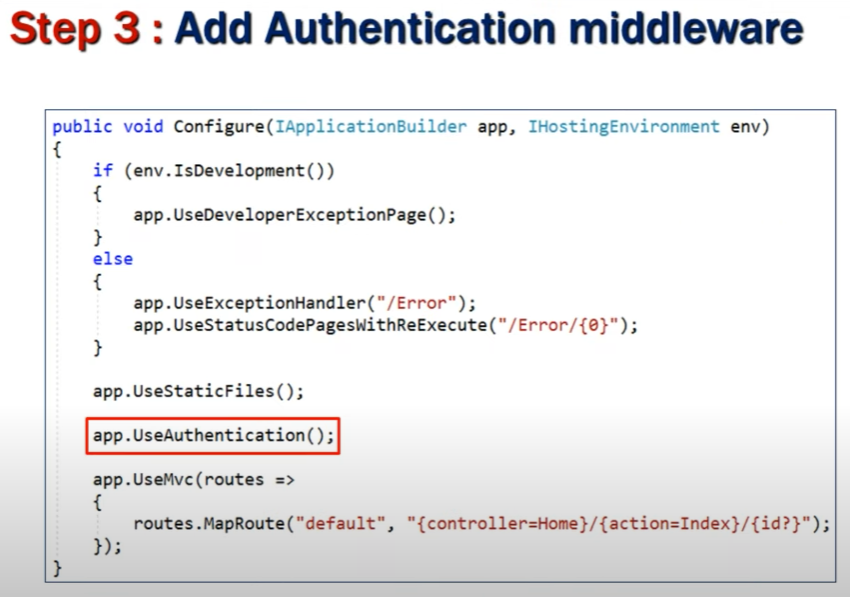 Step 3 : Add Authentication middleware
public void Configure(IApplicationBuilder app, IHostingEnvironment env)
{
    if (env.IsDevelopment())
    {
        app.UseDeveloperExceptionPage();
    }
    else
    {
        app.UseExceptionHandler("/Error");
        app.UseStatusCodePagesWithReExecute("/Error/{0}");
    }
    app.UseStaticFiles();
    app.UseAuthentication();
    app.UseMvc(routes =>
    {
        routes.MapRoute("default", "{controller=Home}/{action=Index}/{id?}");
    });
}